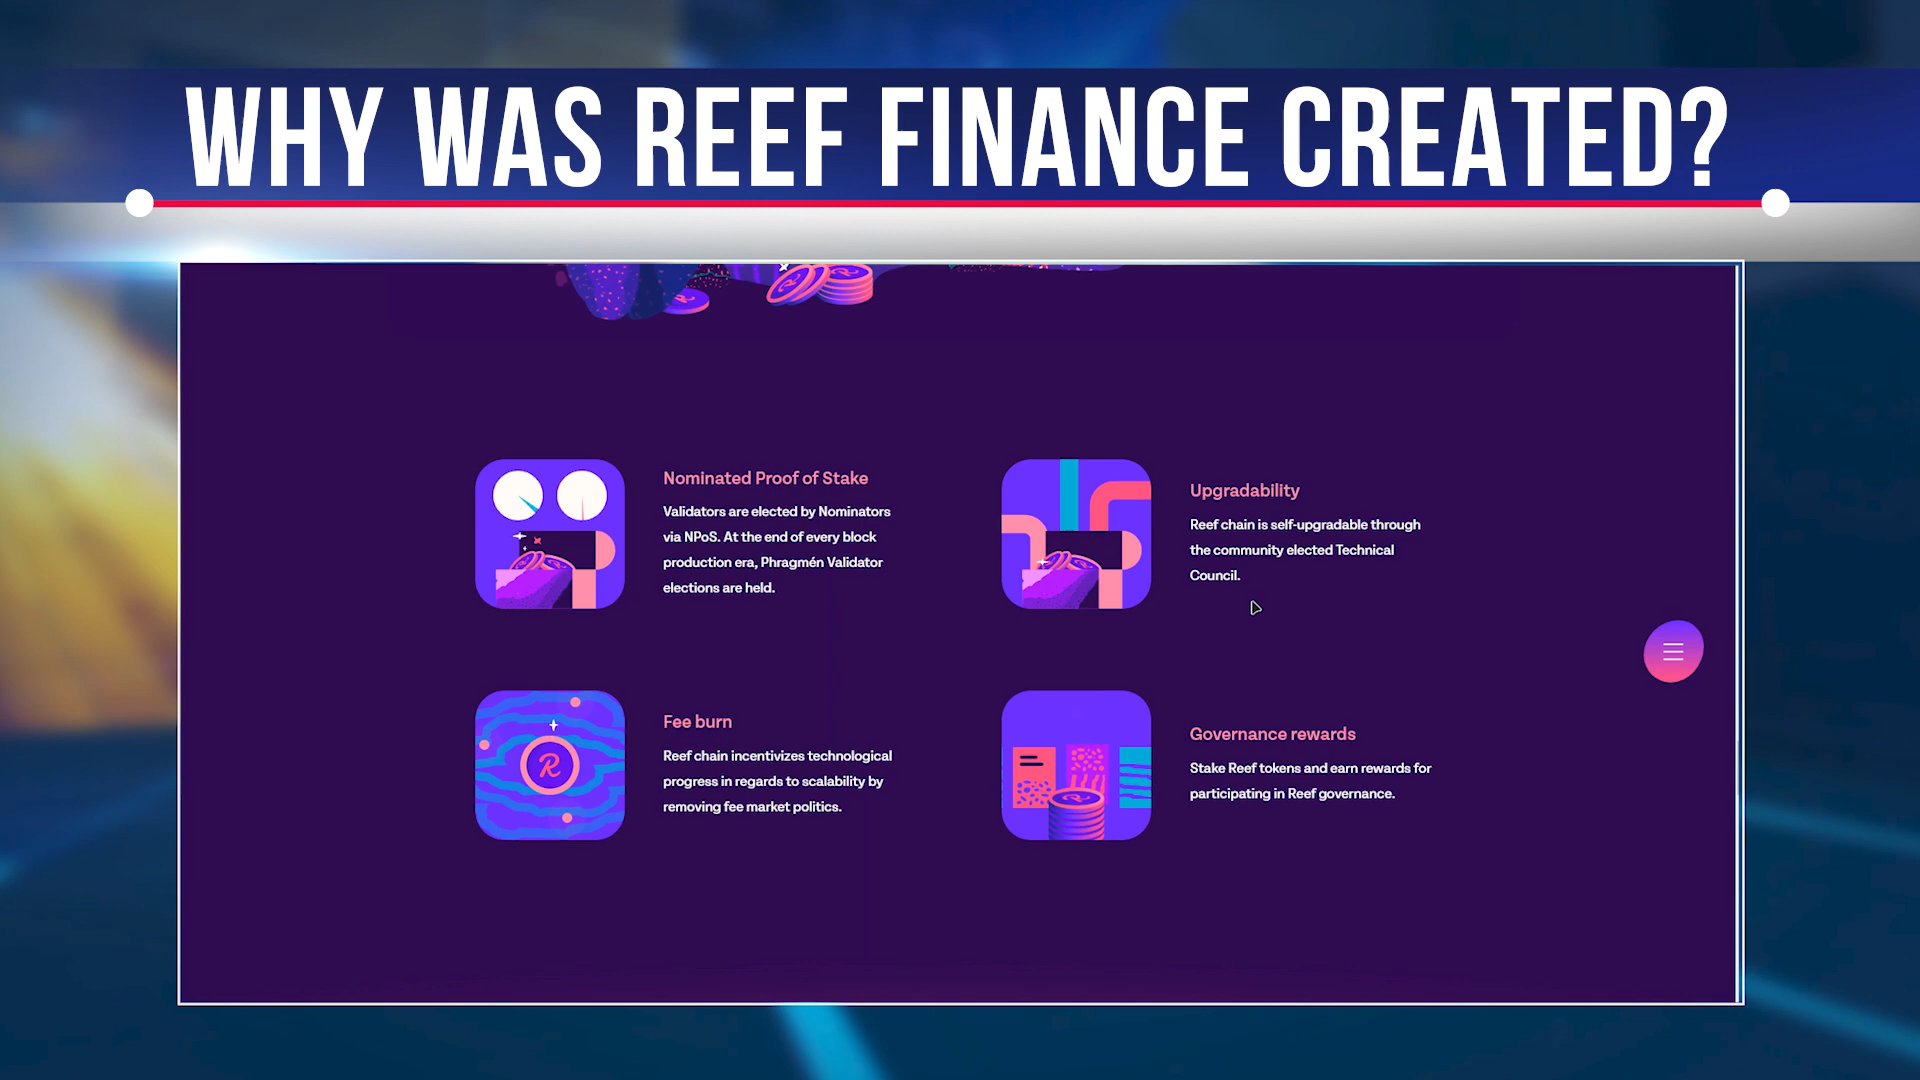 WHY WAS REEF FINANCE CREATED?
Nominated Proof of Stake
Validators are elected by Nominators
via NPoS. At the end of every block
production era, Phragmén Validator
elections are held.
Upgradability
Reef chain is self-upgradable through
the community elected Technical
Council.
Fee burn
Reef chain incentivizes technological
progress in regards to scalability by
removing fee market politics.
Governance rewards
Stake Reef tokens and earn rewards for
participating in Reef governance.